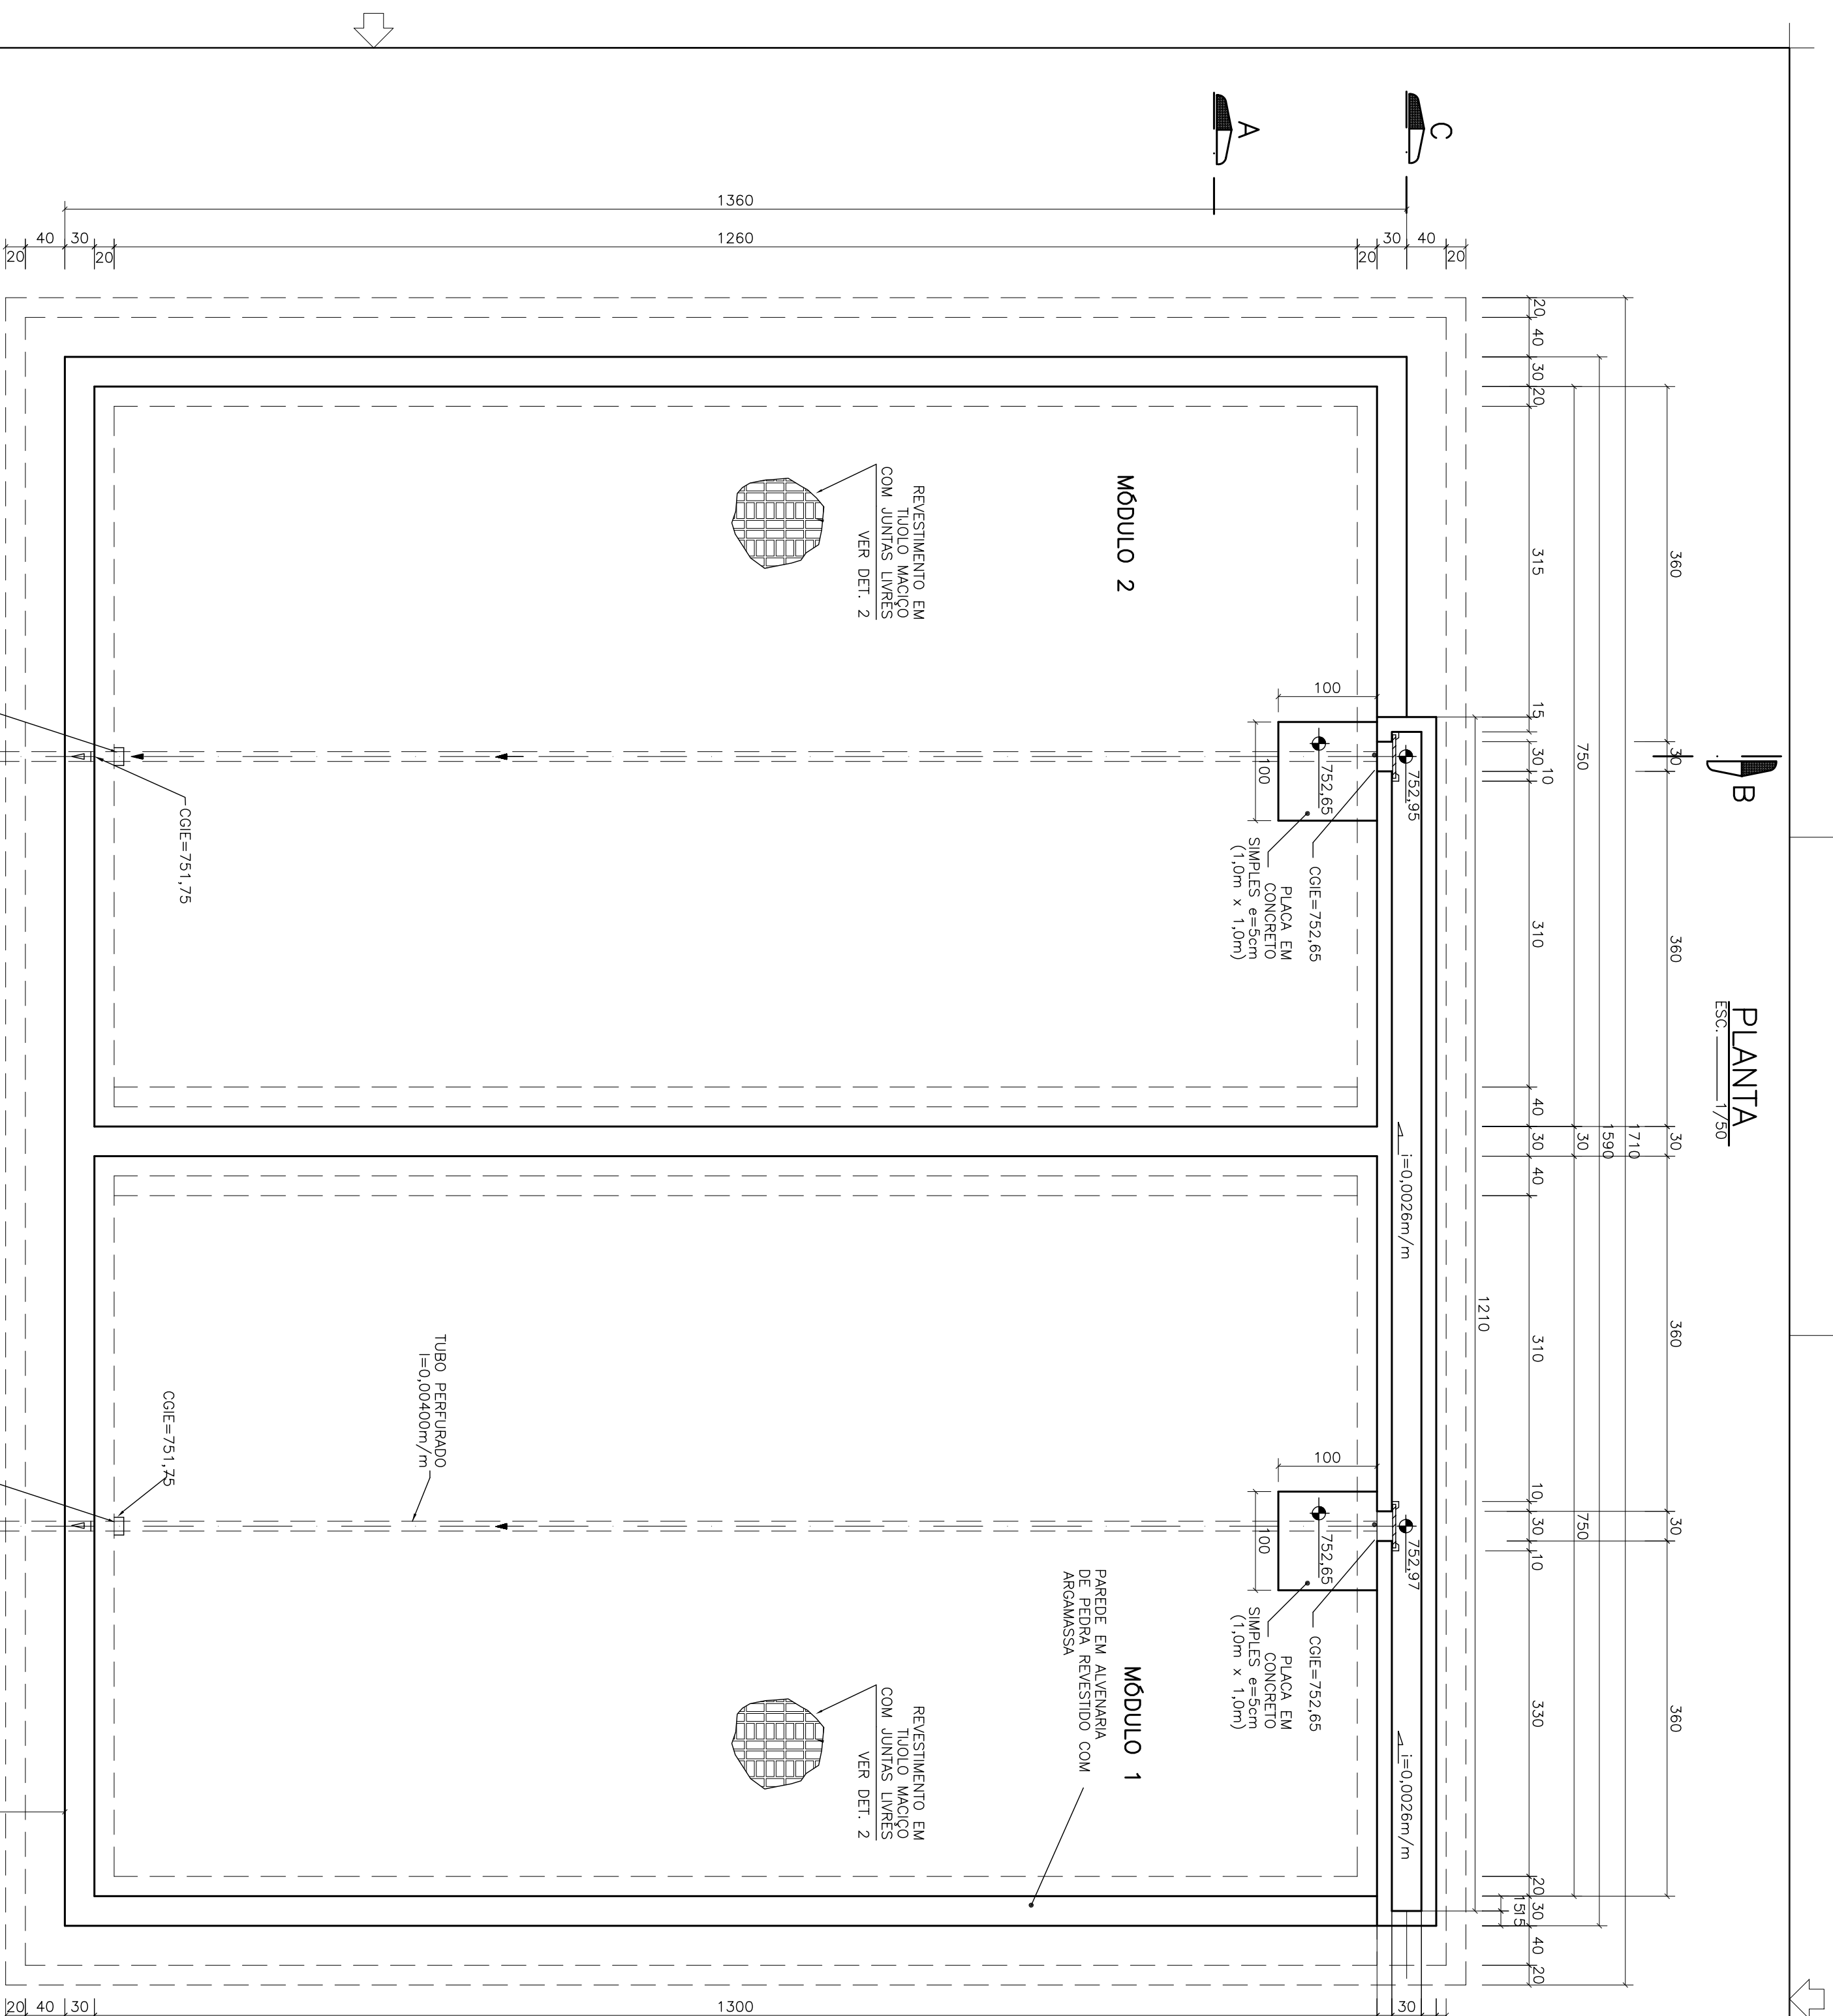 PLANTA
ESC. 1/50
C
A
B
1360
20
40
30
20
1260
20
30
40
20
360
30
360
30
360
30
360
1710
1590
750
30
750
20
40
30
20
315
15
30
10
310
40
30
40
310
10
30
10
330
20
30
40
20
15
15
1210
MÓDULO 2
REVESTIMENTO EM
TIJOLO MACIÇO
COM JUNTAS LIVRES
VER DET. 2
100
100
752,65
752,95
CGIE=752,65
PLACA EM
CONCRETO
SIMPLES e=5cm
(1,0m x 1,0m)
CGIE=751,75
i=0,0026m/m
MÓDULO 1
REVESTIMENTO EM
TIJOLO MACIÇO
COM JUNTAS LIVRES
VER DET. 2
PAREDE EM ALVENARIA
DE PEDRA REVESTIDO COM
ARGAMASSA
100
100
752,65
752,97
CGIE=752,65
PLACA EM
CONCRETO
SIMPLES e=5cm
(1,0m x 1,0m)
i=0,0026m/m
TUBO PERFURADO
I=0,00400m/m
CGIE=751,75
20
40
30
1300
30